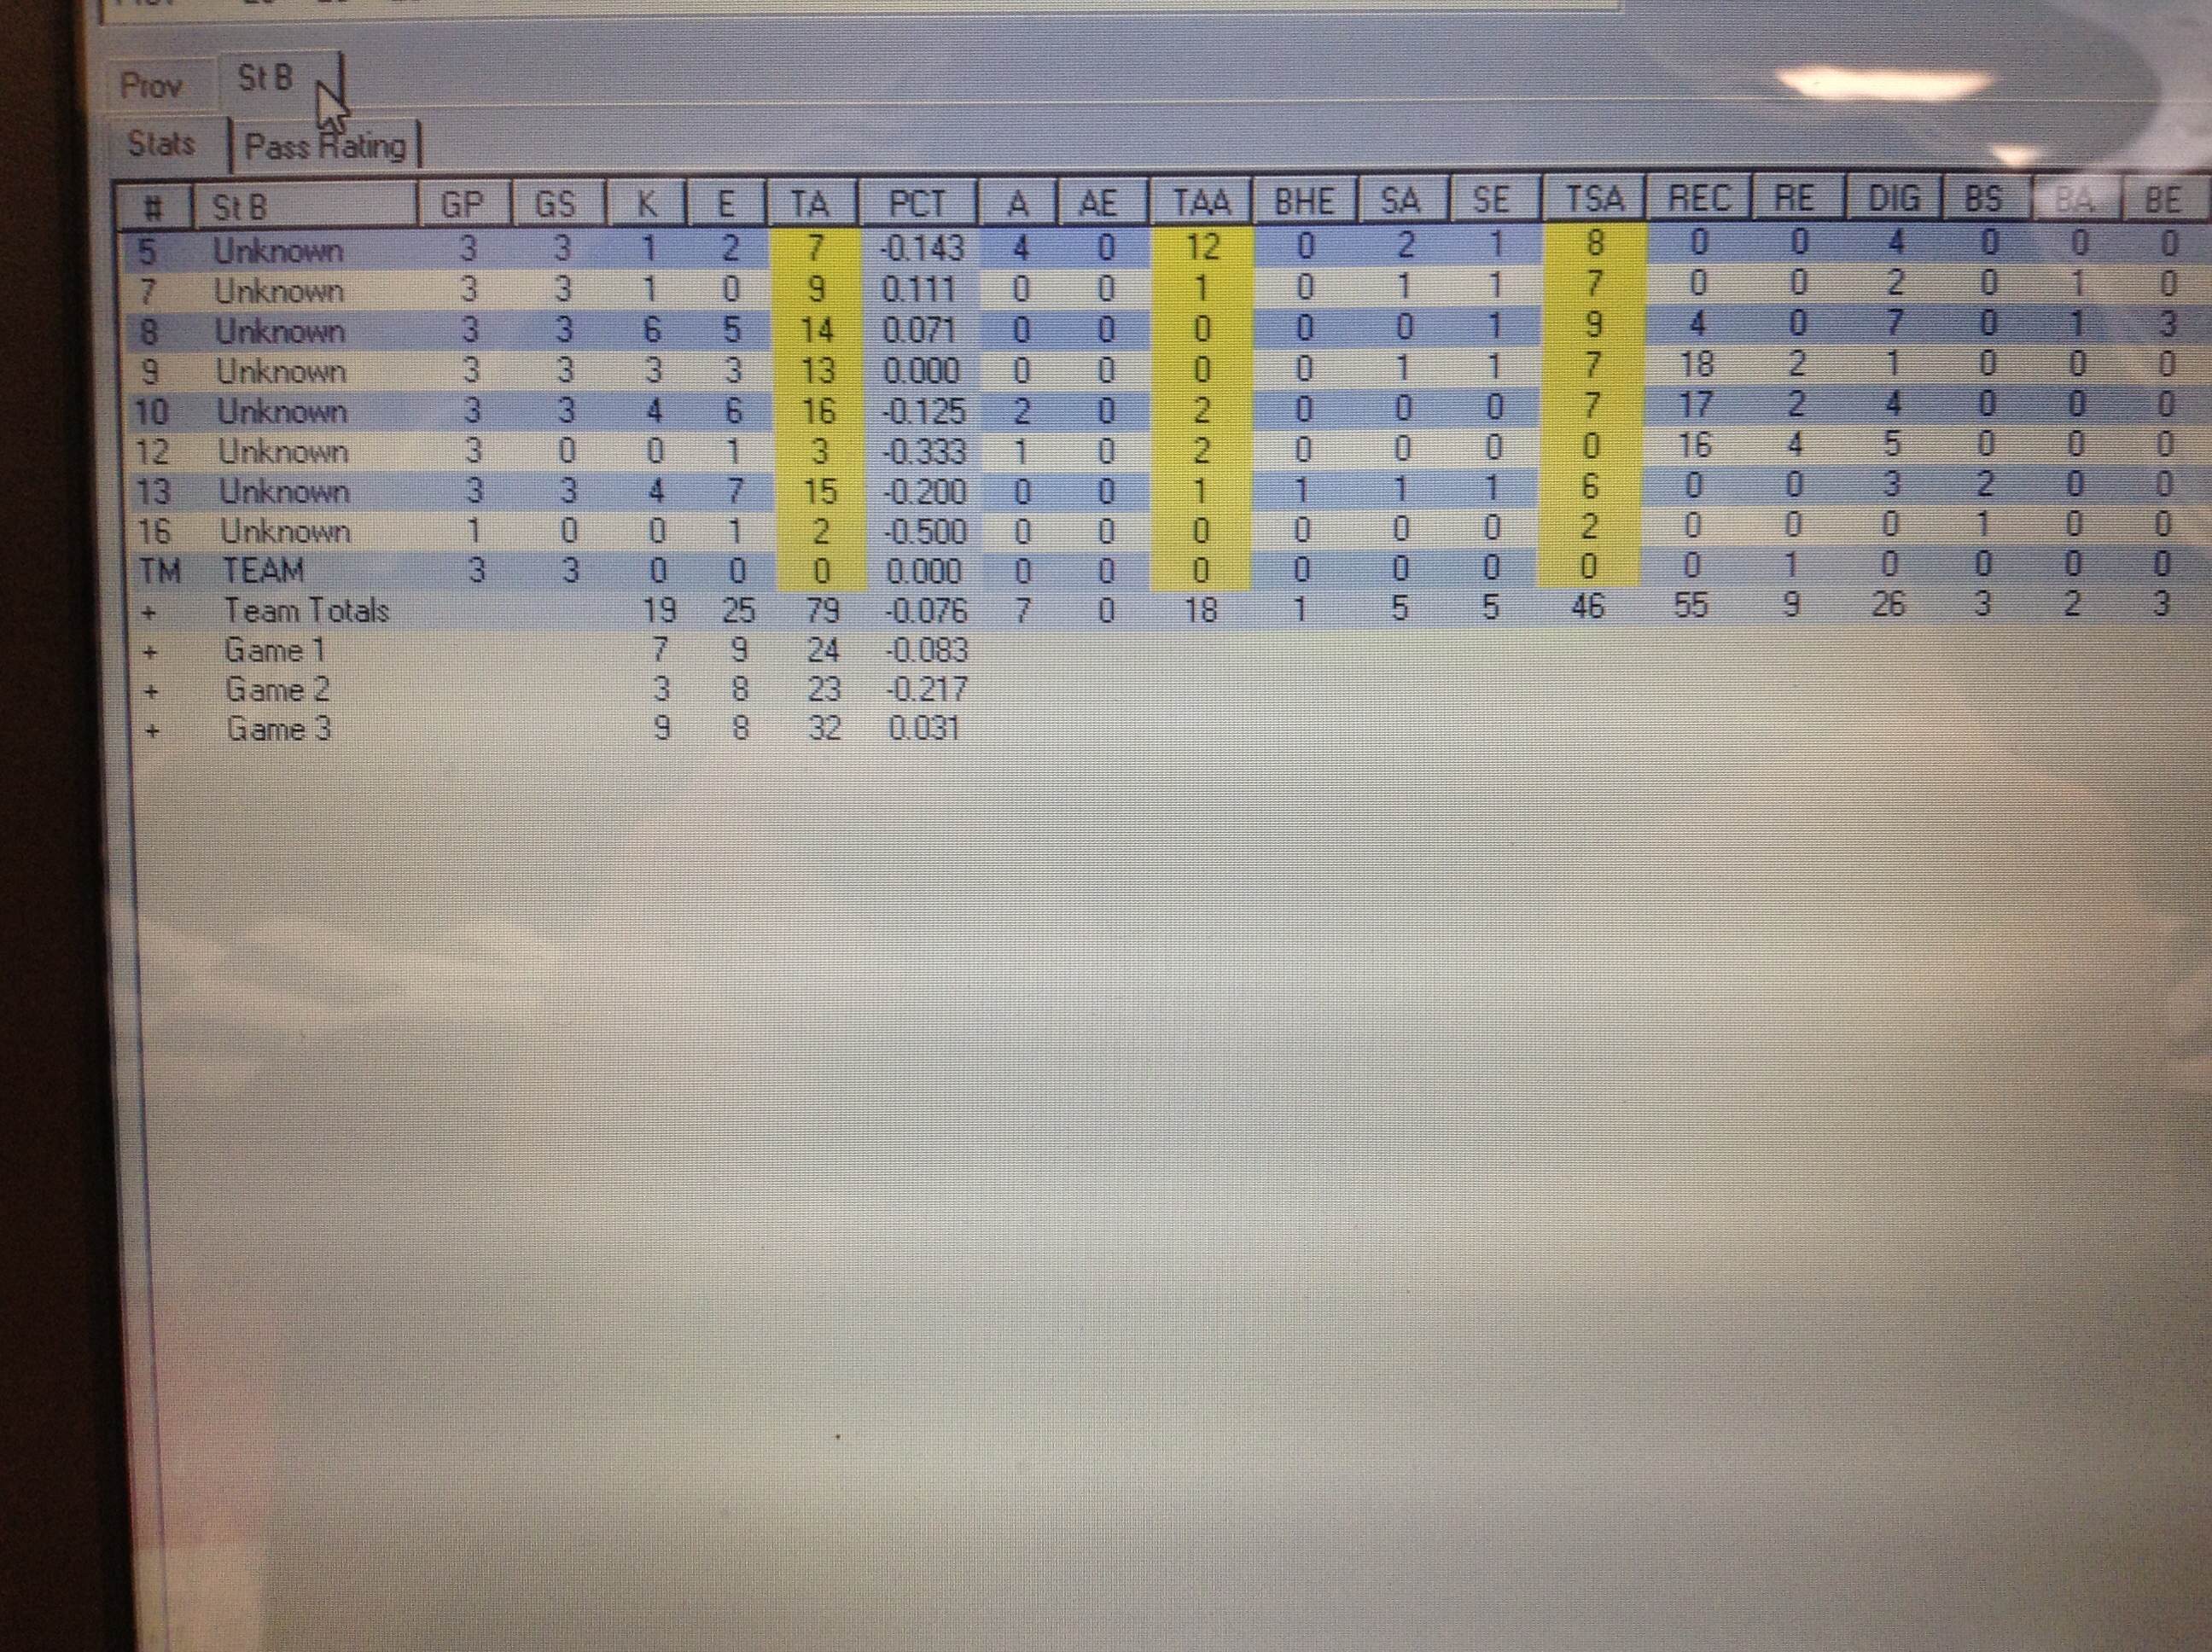 Prov St B
Stats Pass Rating
# St B GP GS K E TA PCT A AE TAA BHE SA SE TSA REC RE DIG BS BA BE
5 Unknown 3 3 1 2 7 -0.143 4 0 12 0 2 1 8 0 0 4 0 0 0
7 Unknown 3 3 1 0 9 0.111 0 0 1 0 1 1 7 0 0 2 0 1 0
8 Unknown 3 3 6 5 14 0.071 0 0 0 0 0 1 9 4 0 7 0 1 3
9 Unknown 3 3 3 3 13 0.000 0 0 0 0 1 1 7 18 2 1 0 0 0
10 Unknown 3 3 4 6 16 -0.125 2 0 2 0 0 0 7 17 2 4 0 0 0
12 Unknown 3 0 0 1 3 -0.333 1 0 2 0 0 0 0 16 4 5 0 0 0
13 Unknown 3 3 4 7 15 -0.200 0 0 1 1 1 1 6 0 0 3 2 0 0
16 Unknown 1 0 0 1 2 -0.500 0 0 0 0 0 0 2 0 0 0 1 0 0
TM TEAM 3 3 0 0 0 0.000 0 0 0 0 0 0 0 0 1 0 0 0 0
+ Team Totals 19 25 79 -0.076 7 0 18 1 5 5 46 55 9 26 3 2 3
+ Game 1 7 9 24 -0.083
+ Game 2 3 8 23 -0.217
+ Game 3 9 8 32 0.031